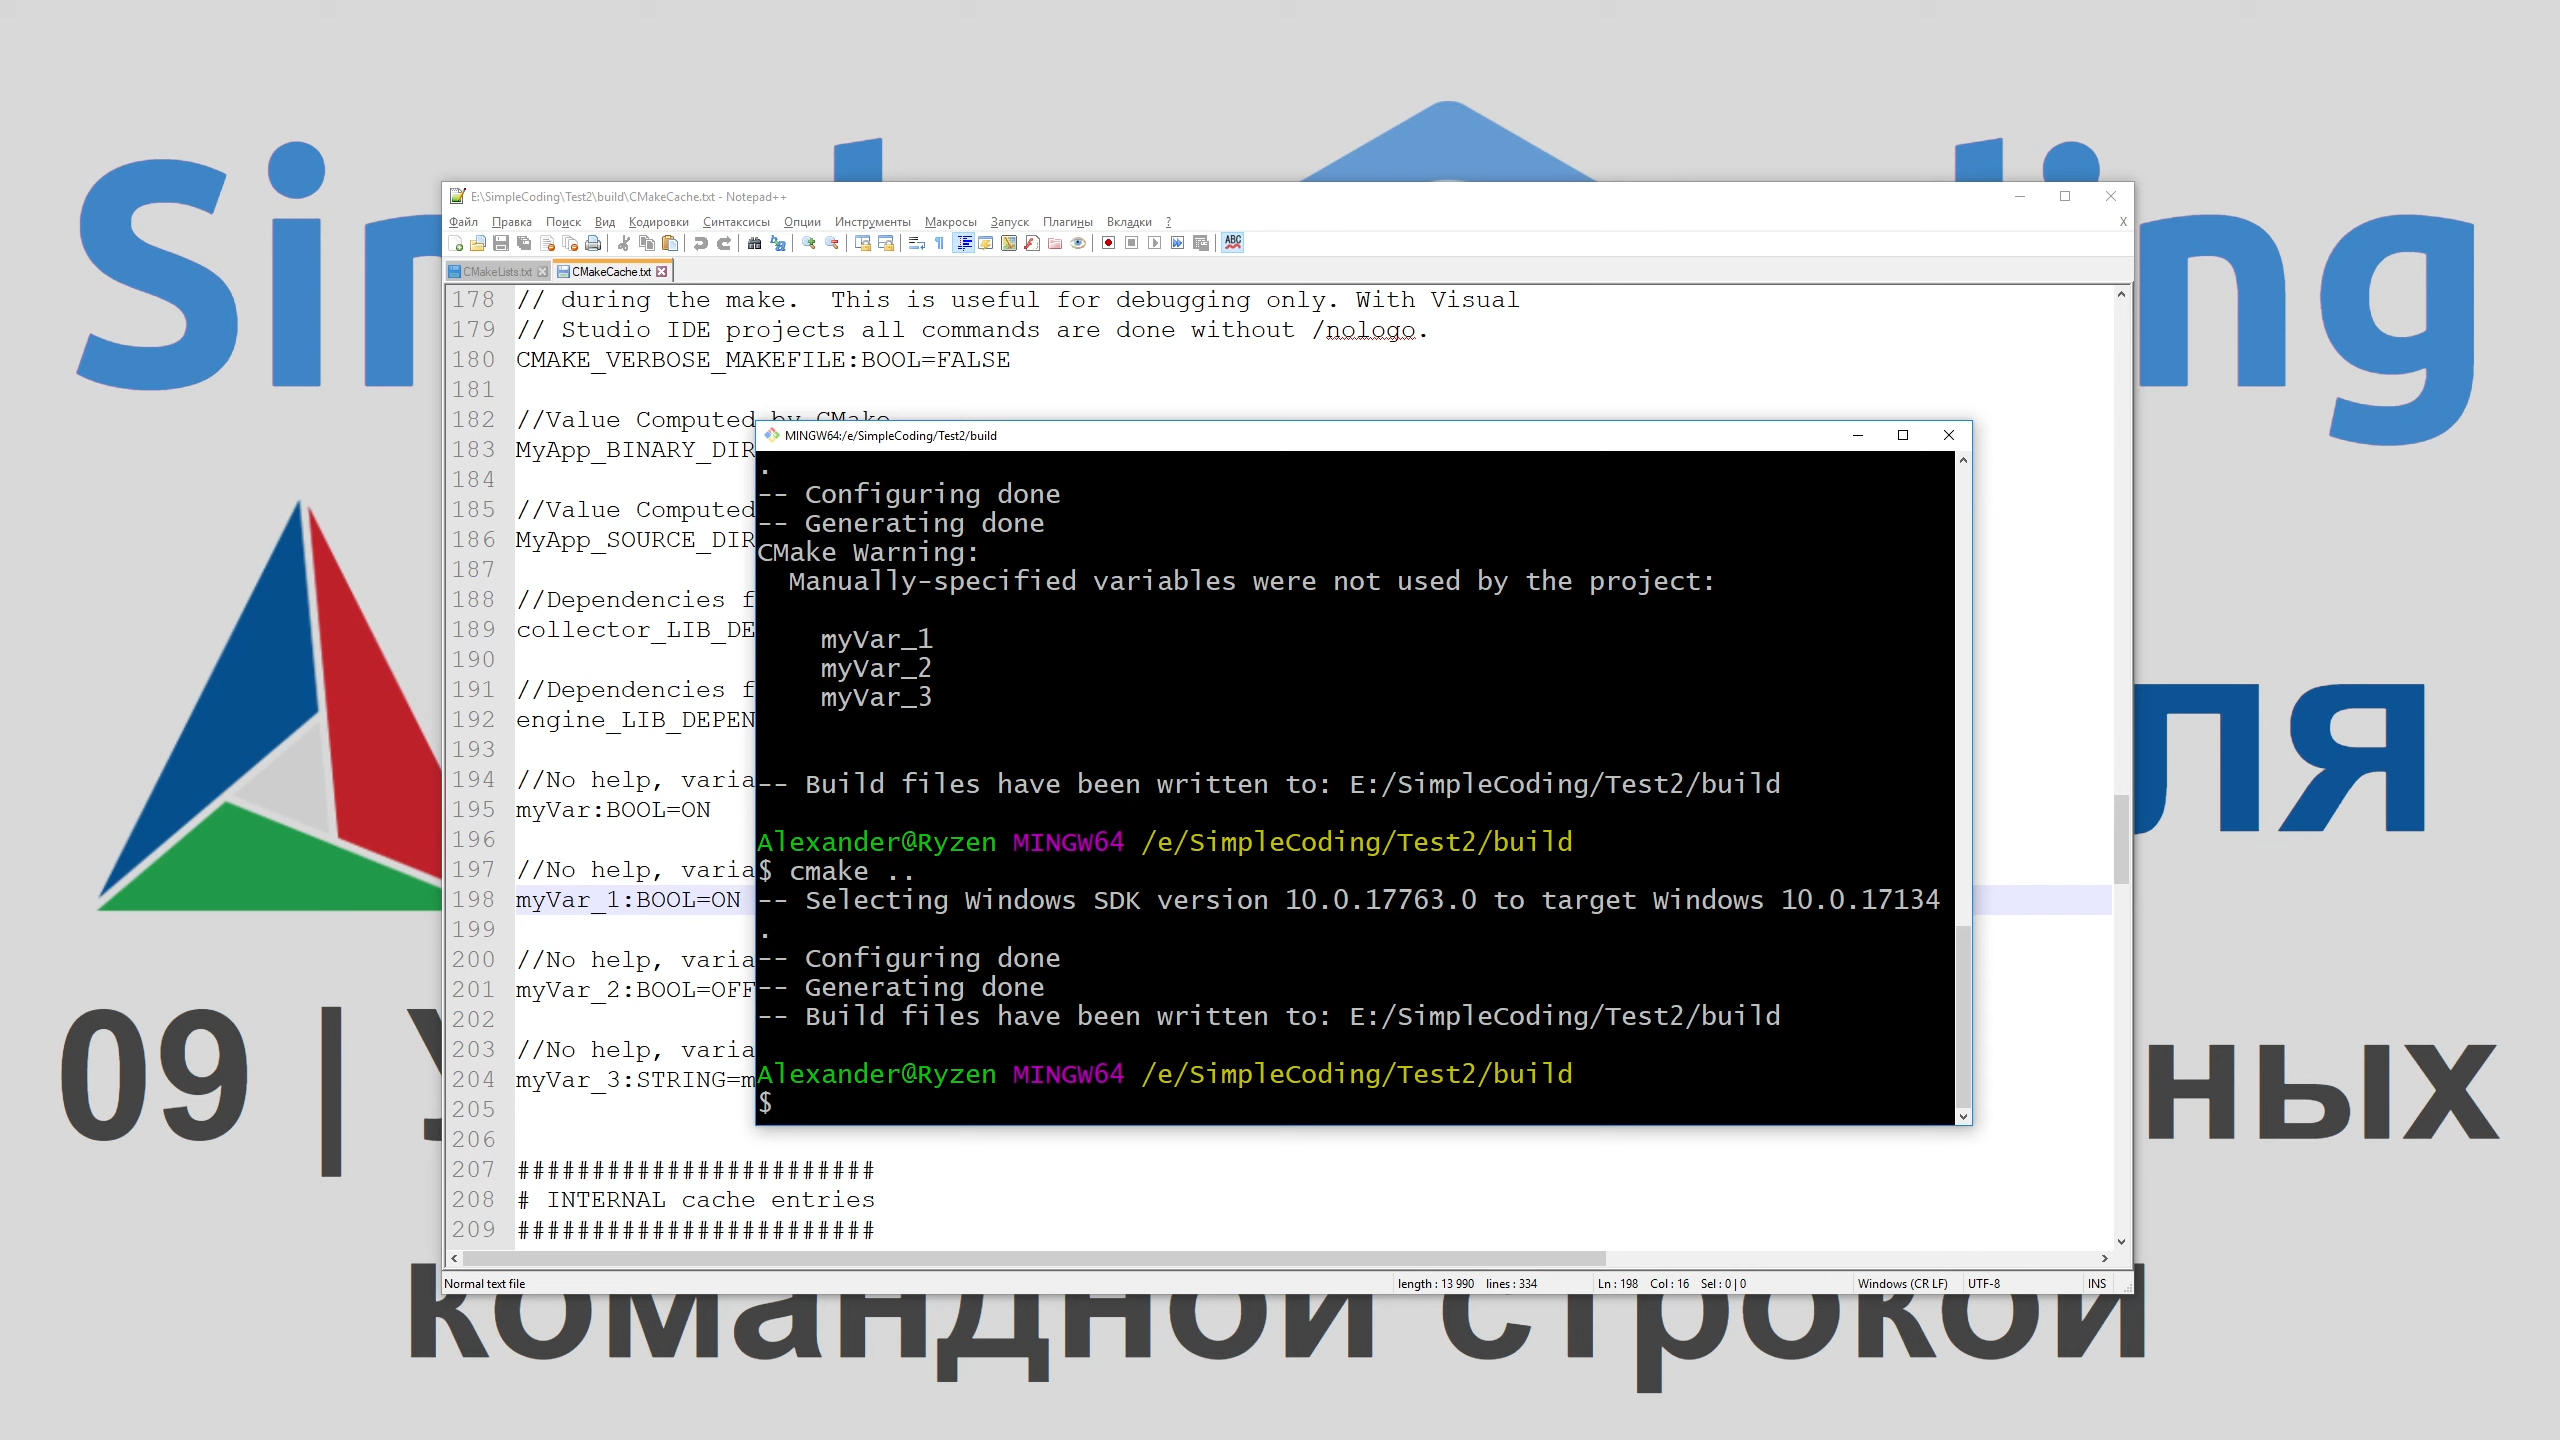 E:\SimpleCoding\Test2\build\CMakeCache.txt - Notepad++
Файл Правка Поиск Вид Кодировки Синтаксисы Опции Инструменты Макросы Запуск Плагины Вкладки ?
X
ABC
CMakeLists.txt CMakeCache.txt
178 // during the make.  This is useful for debugging only. With Visual
179 // Studio IDE projects all commands are done without /nologo.
180 CMAKE_VERBOSE_MAKEFILE:BOOL=FALSE
181
182 //Value Computed by CMake
183 MyApp_BINARY_DIR
184
185 //Value Computed
186 MyApp_SOURCE_DIR
187
188 //Dependencies f
189 collector_LIB_DE
190
191 //Dependencies f
192 engine_LIB_DEPEN
193
194 //No help, varia
195 myVar:BOOL=ON
196
197 //No help, varia
198 myVar_1:BOOL=ON
199
200 //No help, varia
201 myVar_2:BOOL=OFF
202
203 //No help, varia
204 myVar_3:STRING=m
205
206
207 ########################
208 # INTERNAL cache entries
209 ########################
MINGW64:/e/SimpleCoding/Test2/build
.
-- Configuring done
-- Generating done
CMake Warning:
  Manually-specified variables were not used by the project:
    myVar_1
    myVar_2
    myVar_3
-- Build files have been written to: E:/SimpleCoding/Test2/build
Alexander@Ryzen MINGW64 /e/SimpleCoding/Test2/build
$ cmake ..
-- Selecting Windows SDK version 10.0.17763.0 to target Windows 10.0.17134
.
-- Configuring done
-- Generating done
-- Build files have been written to: E:/SimpleCoding/Test2/build
Alexander@Ryzen MINGW64 /e/SimpleCoding/Test2/build
$
Normal text file length : 13 990 lines : 334 Ln : 198 Col : 16 Sel : 0 | 0 Windows (CR LF) UTF-8 INS
09 |
ных
командной строкой